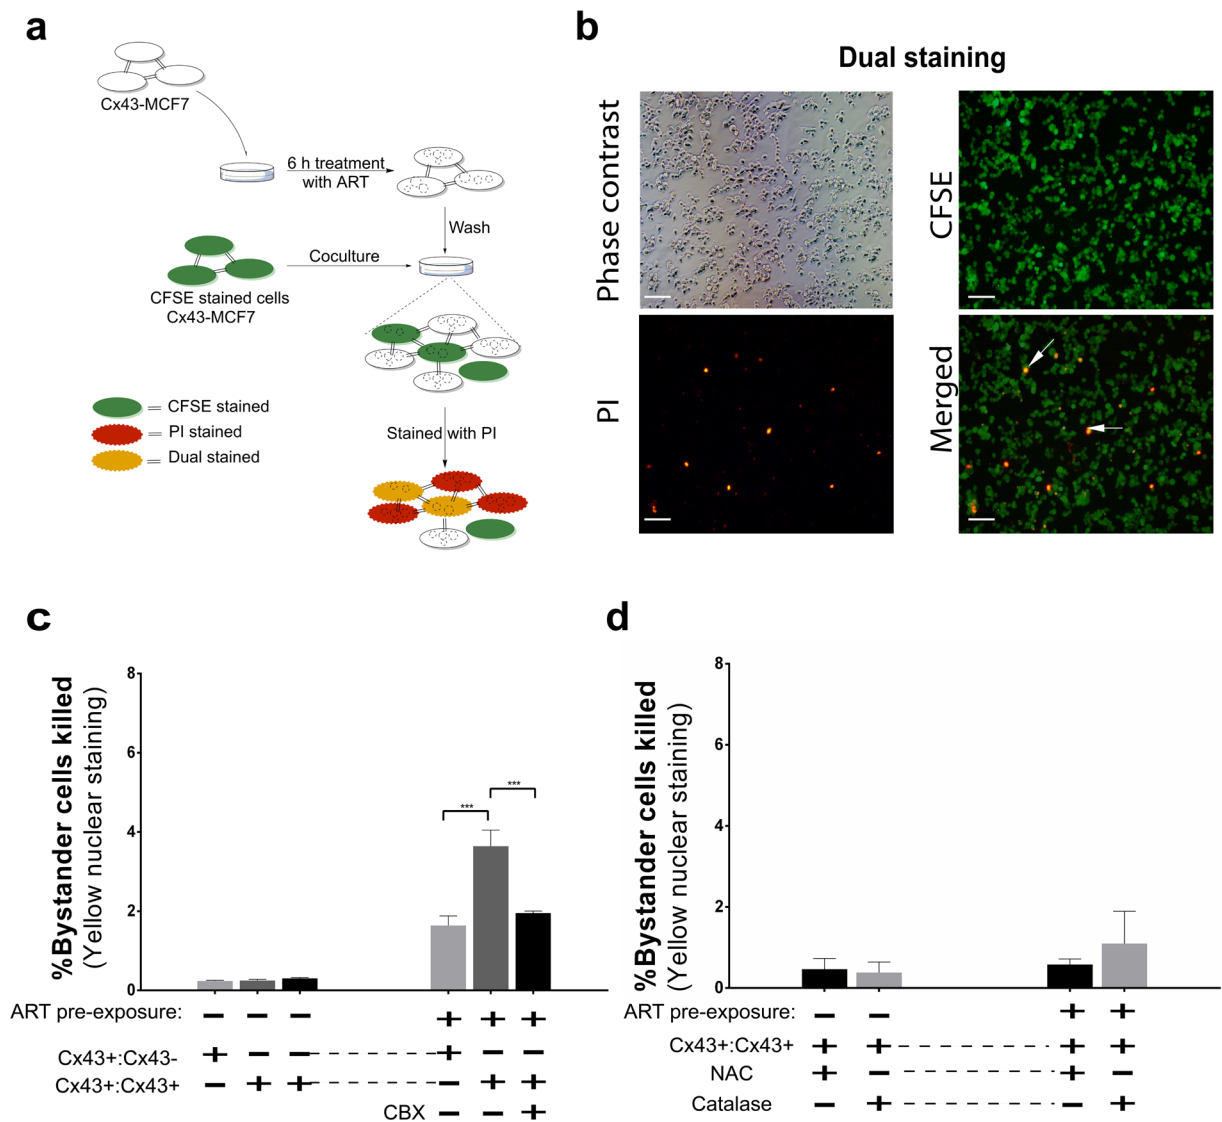 a
Cx43-MCF7
6 h treatment
with ART
Wash
Coculture
CFSE stained cells
Cx43-MCF7
CFSE stained
PI stained
Dual stained
Stained with PI
b
Dual staining
Phase contrast
CFSE
PI
Merged
c
%Bystander cells killed
(Yellow nuclear staining)
8
6
4
2
0
***
***
ART pre-exposure: − − − + + +
Cx43+:Cx43- + − − + − −
Cx43+:Cx43+ − + + − + +
CBX − − +
d
%Bystander cells killed
(Yellow nuclear staining)
8
6
4
2
0
ART pre-exposure: − − + +
Cx43+:Cx43+ + + + +
NAC + − + −
Catalase − + − +